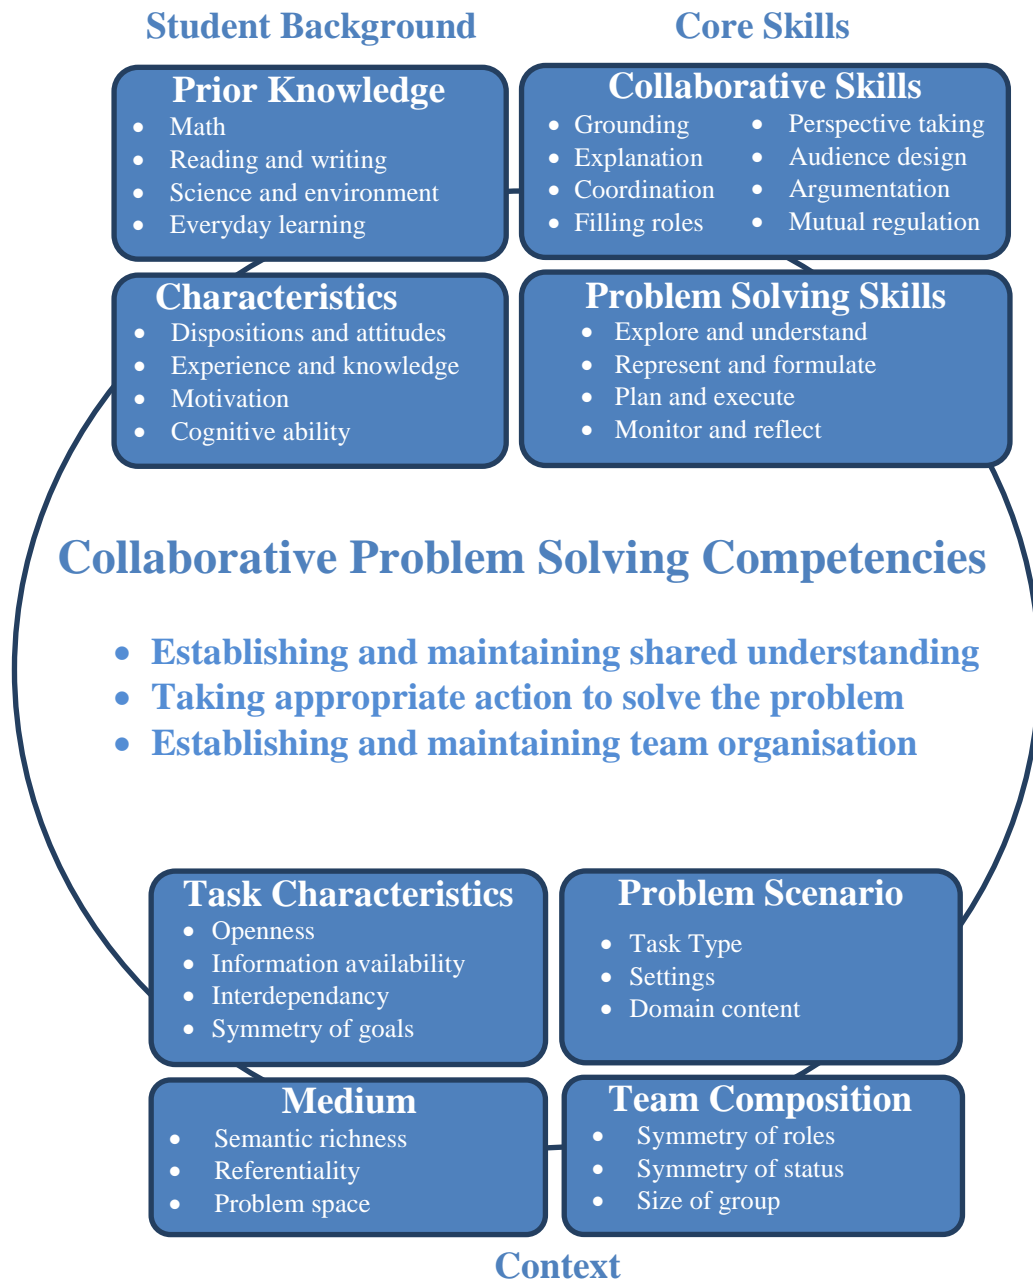 Student Background
Core Skills
Prior Knowledge
• Math
• Reading and writing
• Science and environment
• Everyday learning
Collaborative Skills
• Grounding
• Explanation
• Coordination
• Filling roles
• Perspective taking
• Audience design
• Argumentation
• Mutual regulation
Characteristics
• Dispositions and attitudes
• Experience and knowledge
• Motivation
• Cognitive ability
Problem Solving Skills
• Explore and understand
• Represent and formulate
• Plan and execute
• Monitor and reflect
Collaborative Problem Solving Competencies
• Establishing and maintaining shared understanding
• Taking appropriate action to solve the problem
• Establishing and maintaining team organisation
Task Characteristics
• Openness
• Information availability
• Interdependancy
• Symmetry of goals
Problem Scenario
• Task Type
• Settings
• Domain content
Medium
• Semantic richness
• Referentiality
• Problem space
Team Composition
• Symmetry of roles
• Symmetry of status
• Size of group
Context